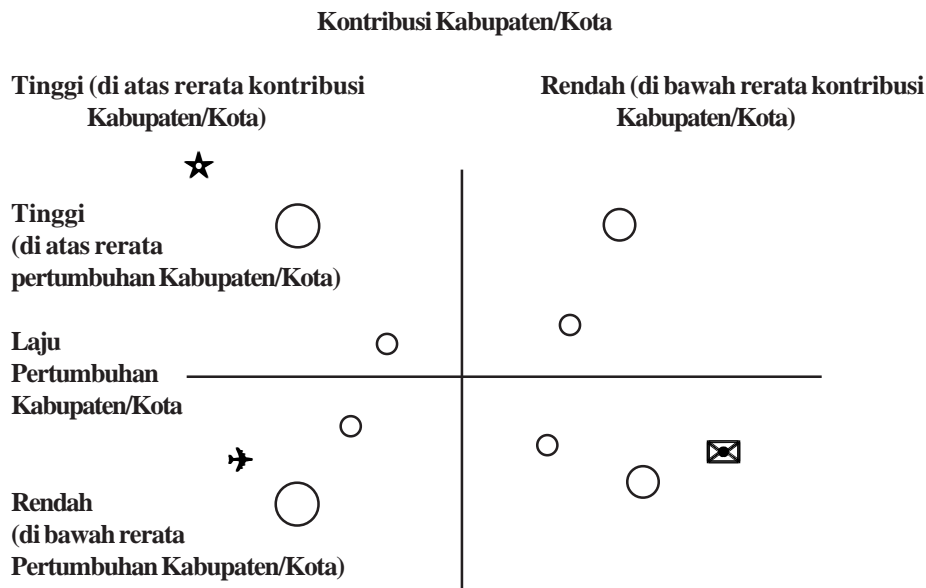 Kontribusi Kabupaten/Kota
Tinggi (di atas rerata kontribusi
Kabupaten/Kota)
Rendah (di bawah rerata kontribusi
Kabupaten/Kota)
Tinggi
(di atas rerata
pertumbuhan Kabupaten/Kota)
Laju
Pertumbuhan
Kabupaten/Kota
Rendah
(di bawah rerata
Pertumbuhan Kabupaten/Kota)